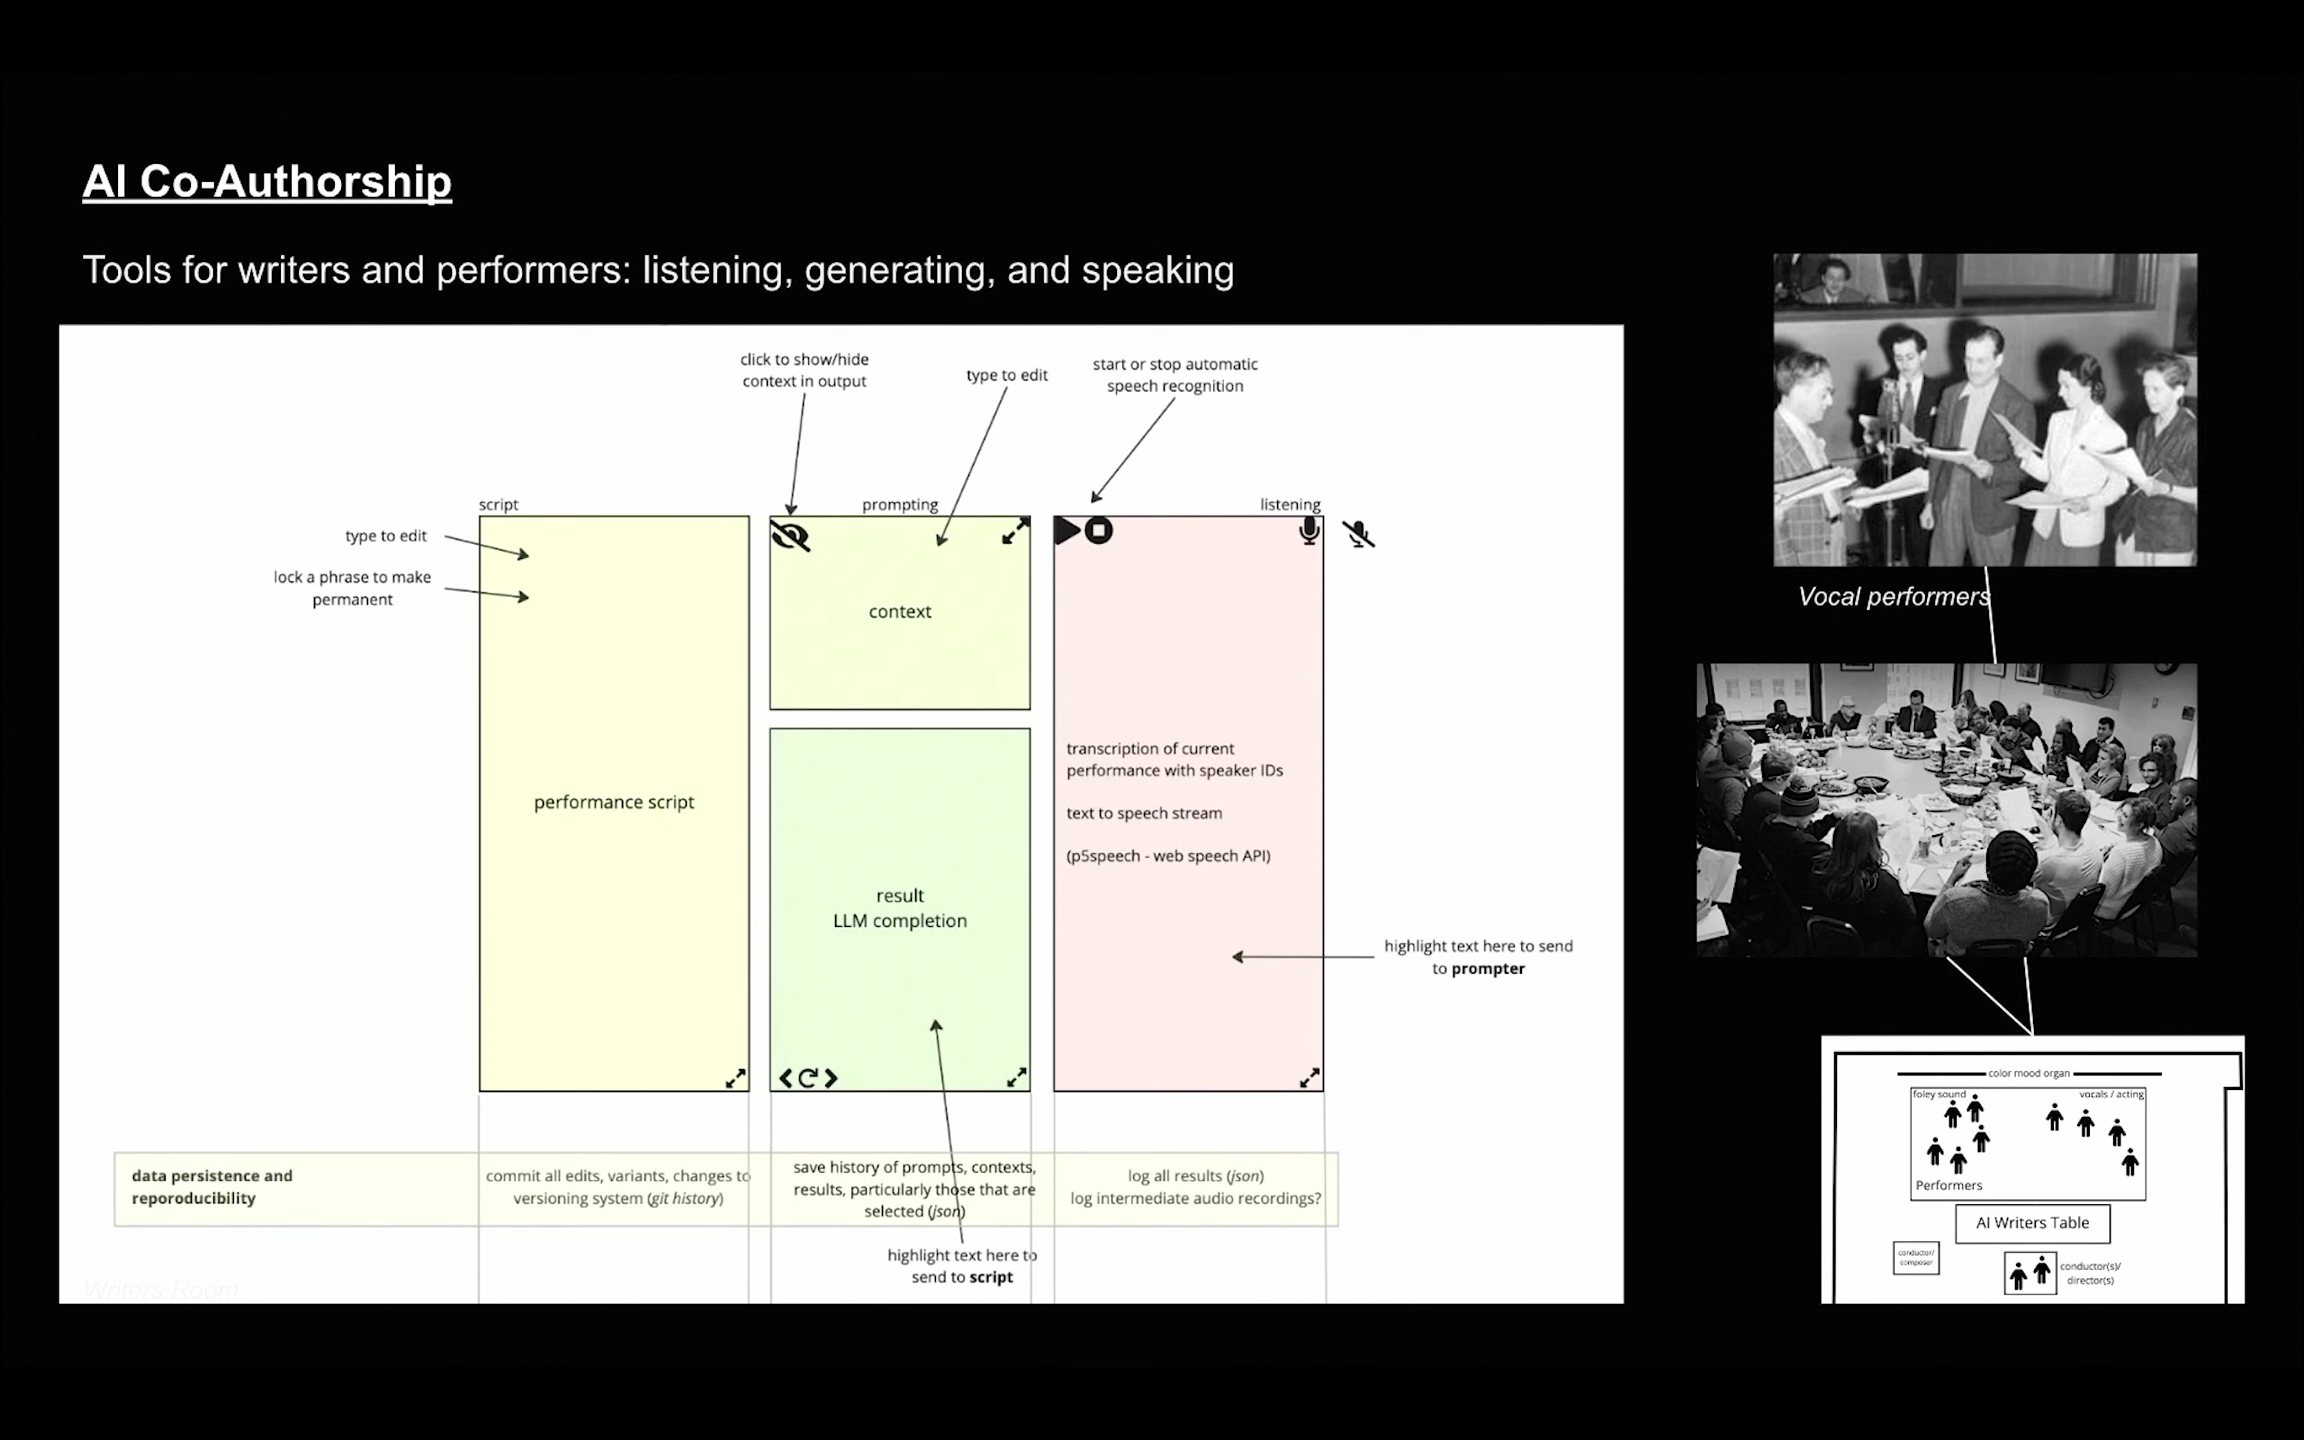 AI Co-Authorship
Tools for writers and performers: listening, generating, and speaking
click to show/hide
context in output
type to edit
start or stop automatic
speech recognition
script
prompting
listening
type to edit
lock a phrase to make
permanent
context
performance script
result
LLM completion
transcription of current
performance with speaker IDs
text to speech stream
(p5speech - web speech API)
highlight text here to send
to prompter
data persistence and
reporoducibility
commit all edits, variants, changes to
versioning system (git history)
save history of prompts, contexts,
results, particularly those that are
selected (json)
log all results (json)
log intermediate audio recordings?
highlight text here to
send to script
Writers Room
Vocal performers
color mood organ
foley sound
vocals / acting
Performers
AI Writers Table
conductor/
composer
conductor(s)/
director(s)